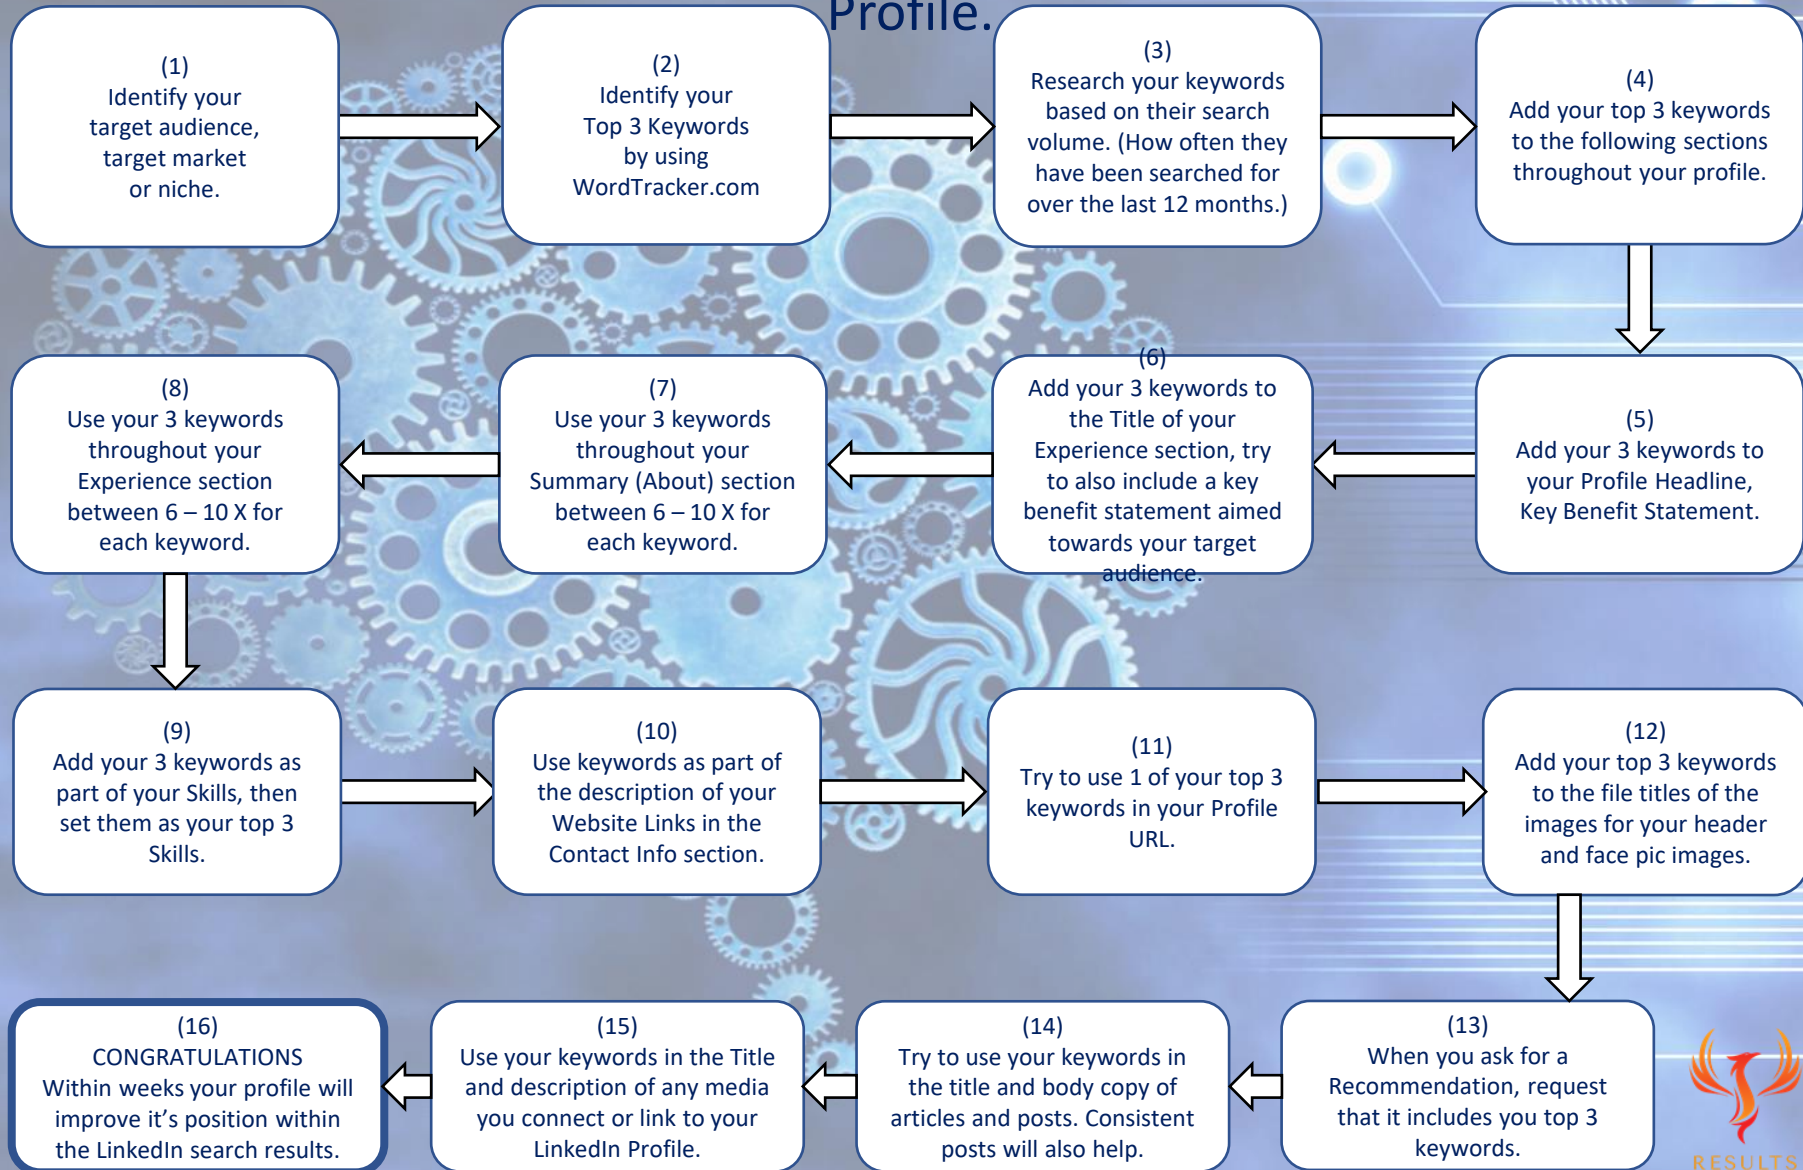 Profile.
(1)
Identify your
target audience,
target market
or niche.
(2)
Identify your
Top 3 Keywords
by using
WordTracker.com
(3)
Research your keywords
based on their search
volume. (How often they
have been searched for
over the last 12 months.)
(4)
Add your top 3 keywords
to the following sections
throughout your profile.
(5)
Add your 3 keywords to
your Profile Headline,
Key Benefit Statement.
(6)
Add your 3 keywords to
the Title of your
Experience section, try
to also include a key
benefit statement aimed
towards your target
audience.
(7)
Use your 3 keywords
throughout your
Summary (About) section
between 6 – 10 X for
each keyword.
(8)
Use your 3 keywords
throughout your
Experience section
between 6 – 10 X for
each keyword.
(9)
Add your 3 keywords as
part of your Skills, then
set them as your top 3
Skills.
(10)
Use keywords as part of
the description of your
Website Links in the
Contact Info section.
(11)
Try to use 1 of your top 3
keywords in your Profile
URL.
(12)
Add your top 3 keywords
to the file titles of the
images for your header
and face pic images.
(13)
When you ask for a
Recommendation, request
that it includes you top 3
keywords.
(14)
Try to use your keywords in
the title and body copy of
articles and posts. Consistent
posts will also help.
(15)
Use your keywords in the Title
and description of any media
you connect or link to your
LinkedIn Profile.
(16)
CONGRATULATIONS
Within weeks your profile will
improve it's position within
the LinkedIn search results.
RESULTS